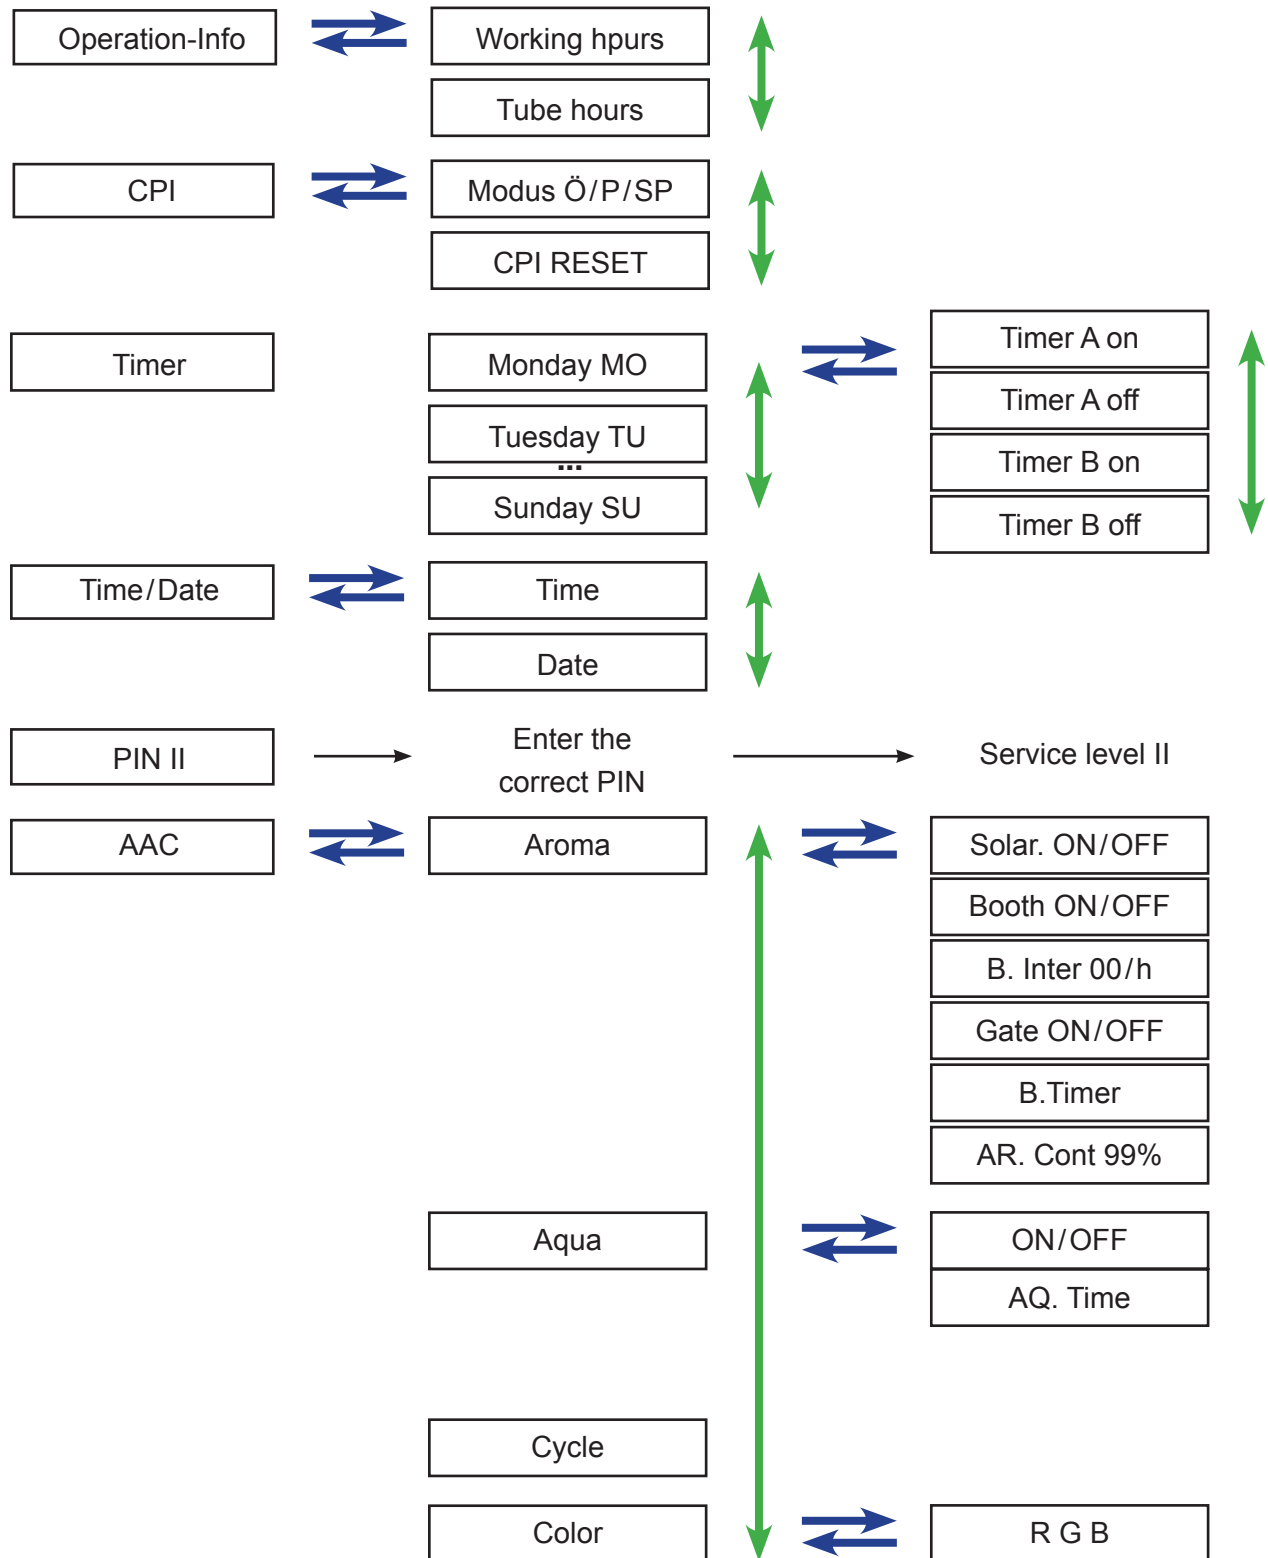 Operation-Info
Working hpurs
Tube hours
CPI
Modus Ö/P/SP
CPI RESET
Timer
Monday MO
Timer A on
Timer A off
Tuesday TU
...
Timer B on
Sunday SU
Timer B off
Time/Date
Time
Date
PIN II
Enter the
correct PIN
Service level II
AAC
Aroma
Solar. ON/OFF
Booth ON/OFF
B. Inter 00/h
Gate ON/OFF
B.Timer
AR. Cont 99%
Aqua
ON/OFF
AQ. Time
Cycle
Color
R G B